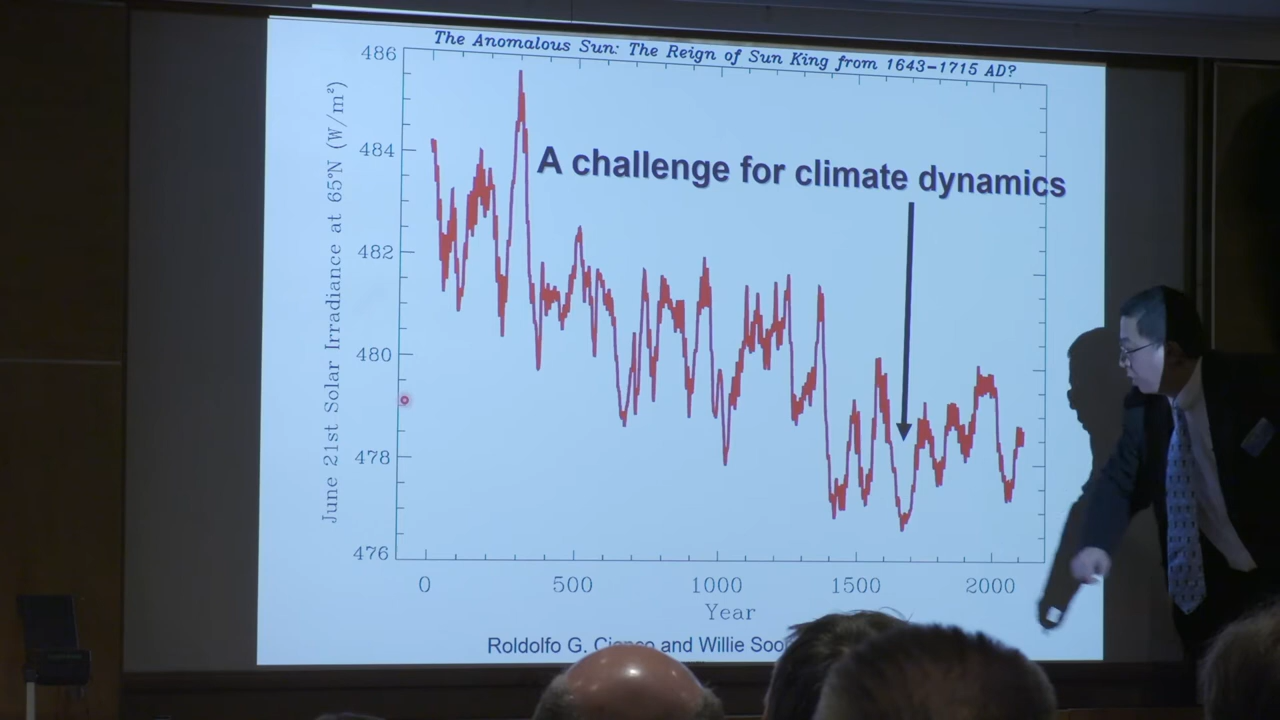 The Anomalous Sun: The Reign of Sun King from 1643-1715 AD?
A challenge for climate dynamics
June 21st Solar Irradiance at 65°N (W/m²)
486
484
482
480
478
476
0 500 1000 1500 2000
Year
Roldolfo G. and Willie